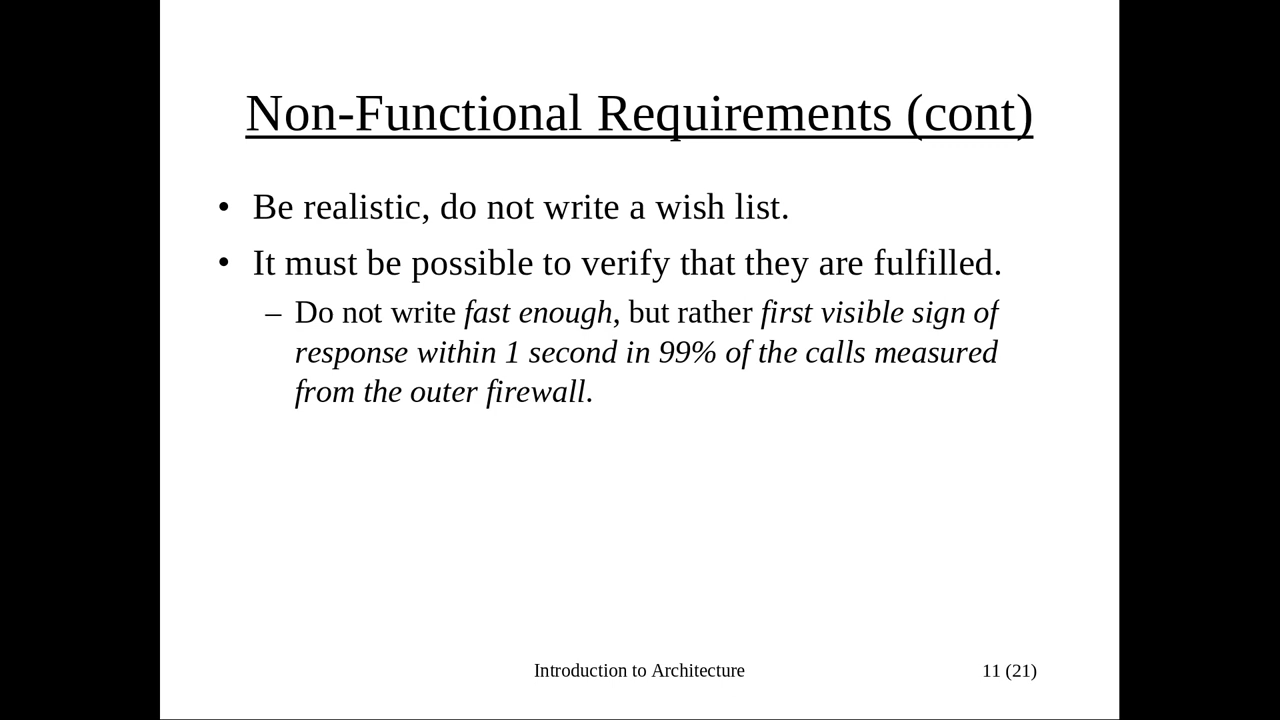 Non-Functional Requirements (cont)
• Be realistic, do not write a wish list.
• It must be possible to verify that they are fulfilled.
– Do not write fast enough, but rather first visible sign of
response within 1 second in 99% of the calls measured
from the outer firewall.
Introduction to Architecture
11 (21)